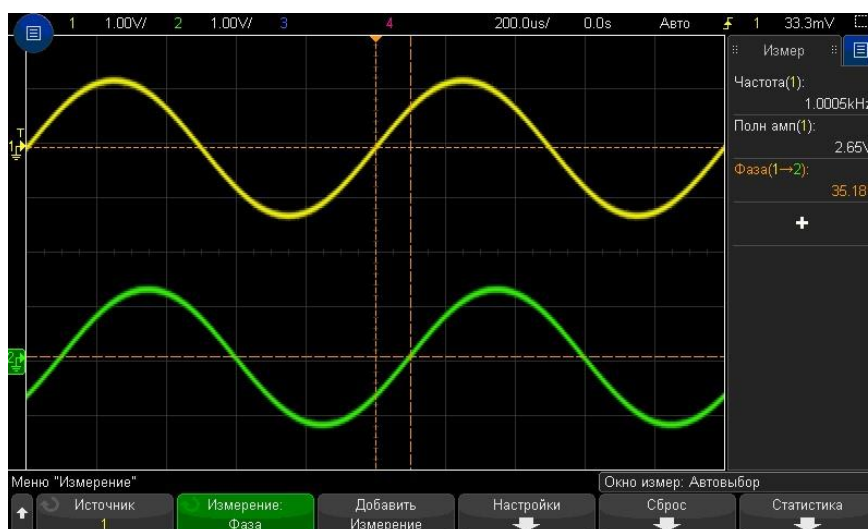 1 1.00V/ 2 1.00V/ 3 4 200.0us/ 0.0s Авто 1 33.3mV
Измер
Частота(1):
1.0005kHz
Полн амп(1):
2.65V
Фаза(1→2):
35.18
+
T
1
2
Меню "Измерение"
Окно измер: Автовыбор
Источник
1
Измерение:
Фаза
Добавить
Измерение
Настройки
Сброс
Статистика